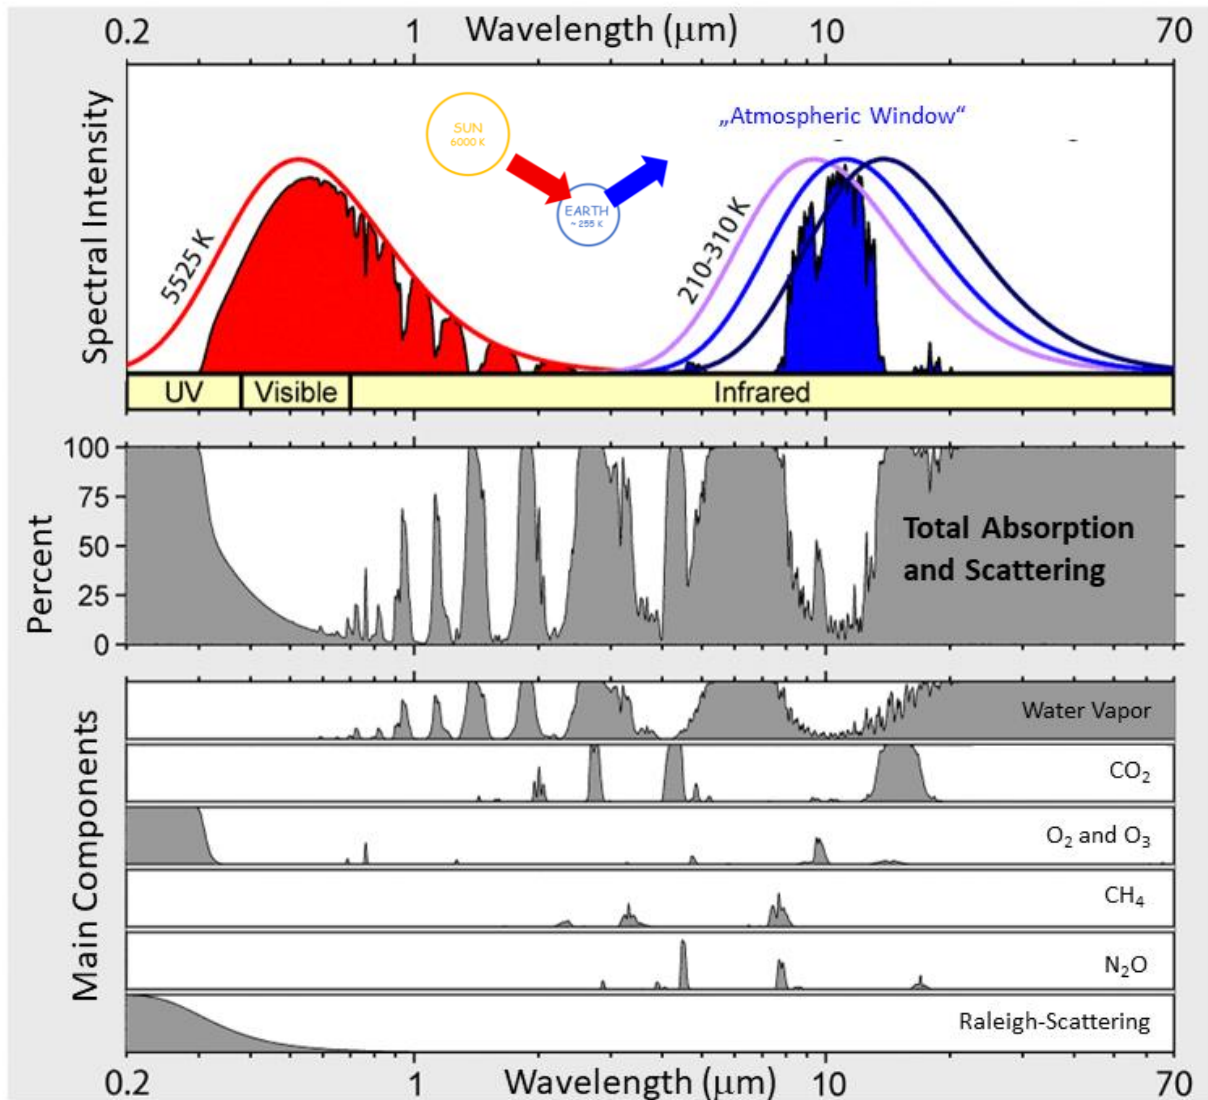 0.2 1 Wavelength (μm) 10 70
Spectral Intensity
SUN
6000 K
EARTH
~ 255 K
„Atmospheric Window“
5525 K
210-310 K
UV Visible Infrared
Percent
100
75
50
25
0
Total Absorption
and Scattering
Main Components
Water Vapor
CO₂
O₂ and O₃
CH₄
N₂O
Raleigh-Scattering
0.2 1 Wavelength (μm) 10 70